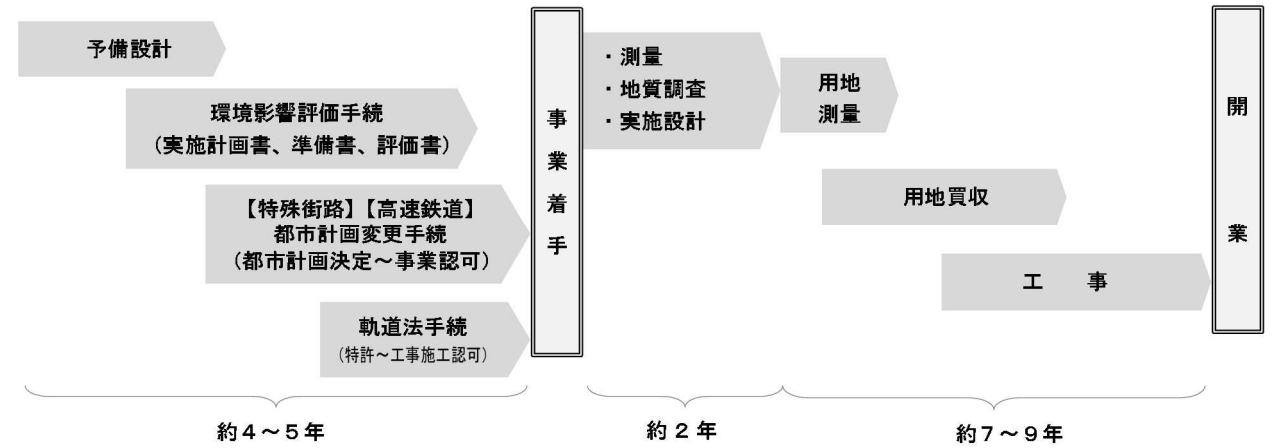 予備設計
環境影響評価手続
（実施計画書、準備書、評価書）
【特殊街路】【高速鉄道】
都市計画変更手続
（都市計画決定～事業認可）
軌道法手続
（特許～工事施工認可）
事業着手
・測量
・地質調査
・実施設計
用地
測量
用地買収
工　事
開業
約４～５年
約２年
約７～９年